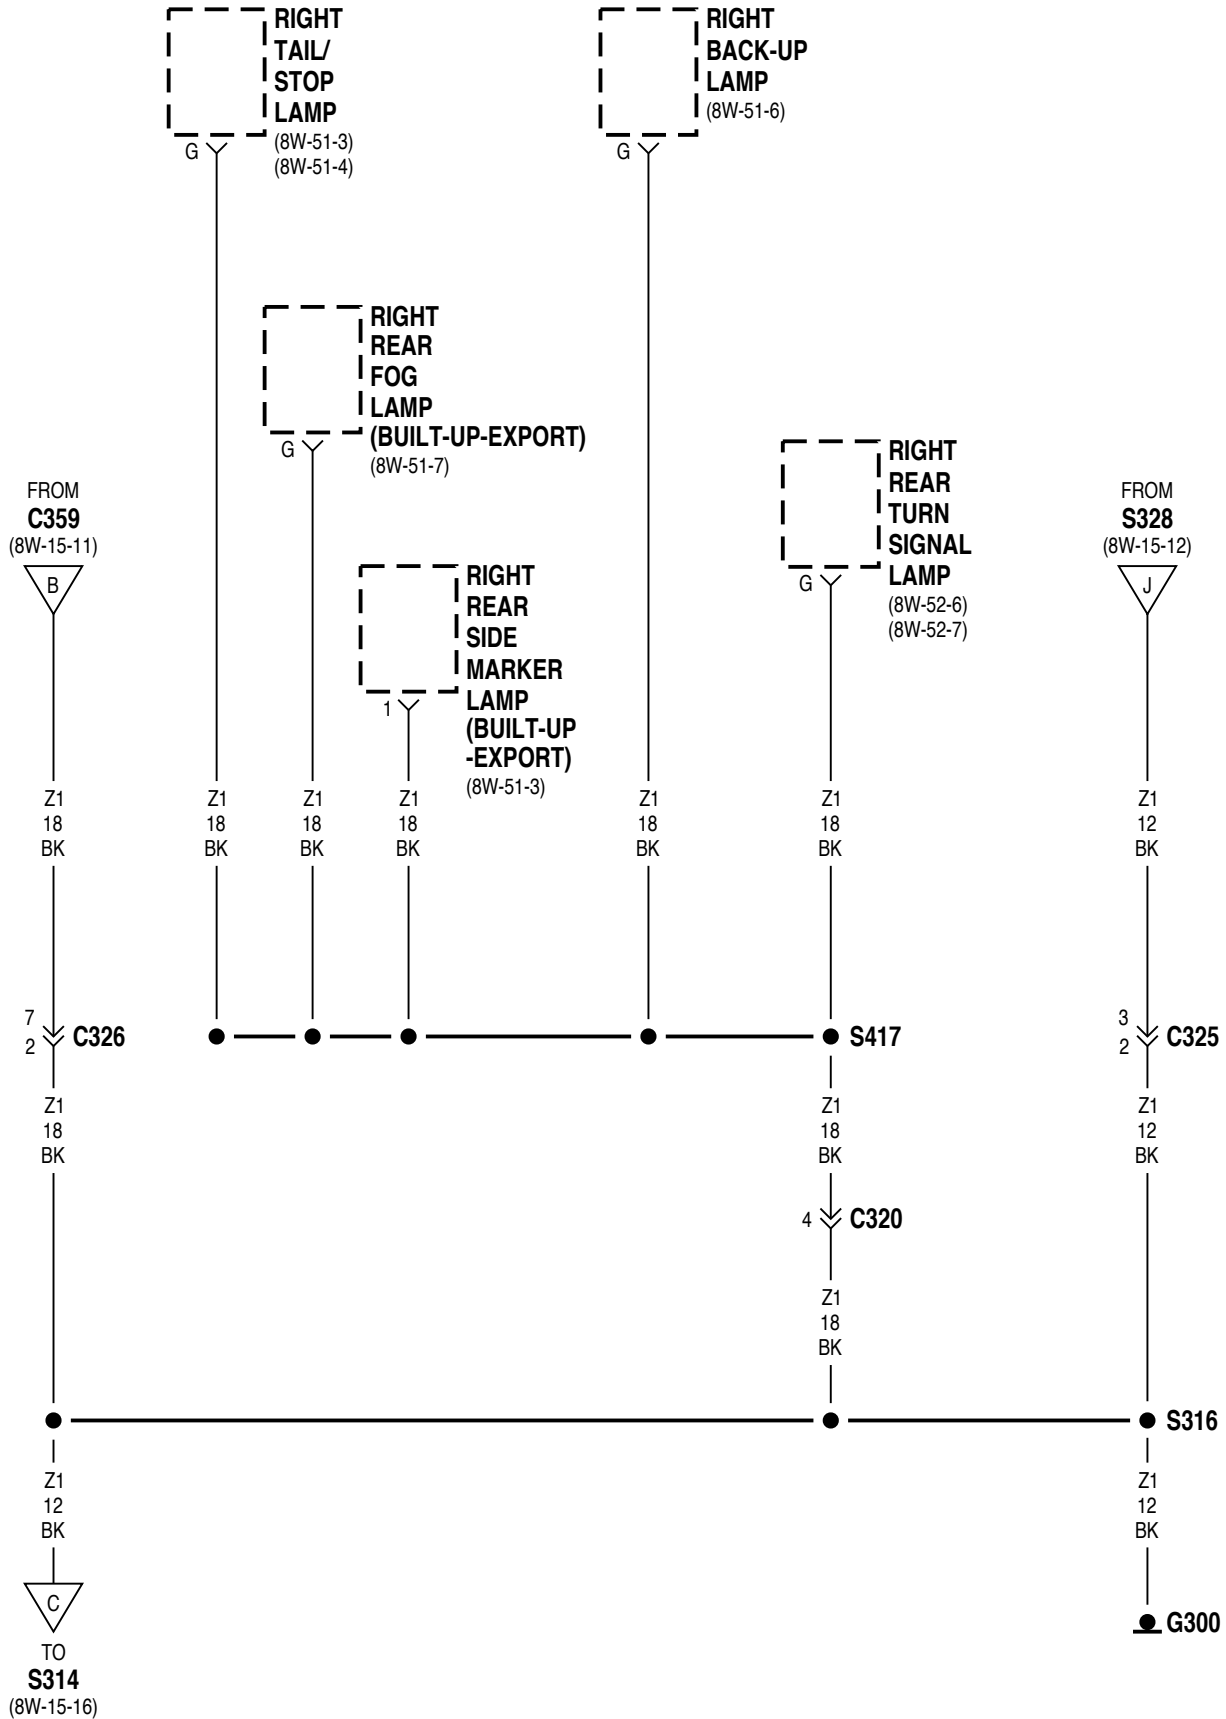 RIGHT
TAIL/
STOP
LAMP
(8W-51-3)
(8W-51-4)
G
RIGHT
BACK-UP
LAMP
(8W-51-6)
G
RIGHT
REAR
FOG
LAMP
(BUILT-UP-EXPORT)
(8W-51-7)
G
RIGHT
REAR
TURN
SIGNAL
LAMP
(8W-52-6)
(8W-52-7)
G
FROM
C359
(8W-15-11)
B
FROM
S328
(8W-15-12)
J
RIGHT
REAR
SIDE
MARKER
LAMP
(BUILT-UP
-EXPORT)
(8W-51-3)
1
Z1 Z1 Z1 Z1 Z1 Z1 Z1
18 18 18 18 18 18 12
BK BK BK BK BK BK BK
7
2
C326
S417
3
2
C325
Z1 Z1 Z1
18 18 12
BK BK BK
4 C320
Z1
18
BK
S316
Z1 Z1
12 12
BK BK
C
TO
S314
(8W-15-16)
G300